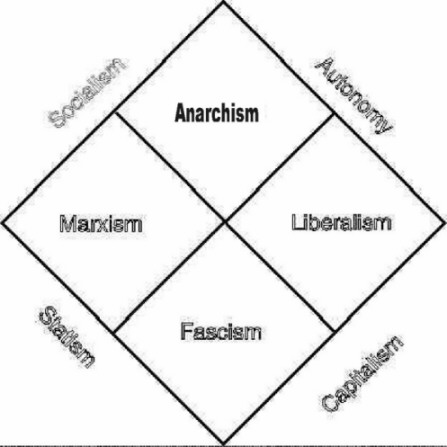 Socialism
Autonomy
Anarchism
Marxism
Liberalism
Statism
Fascism
Capitalism